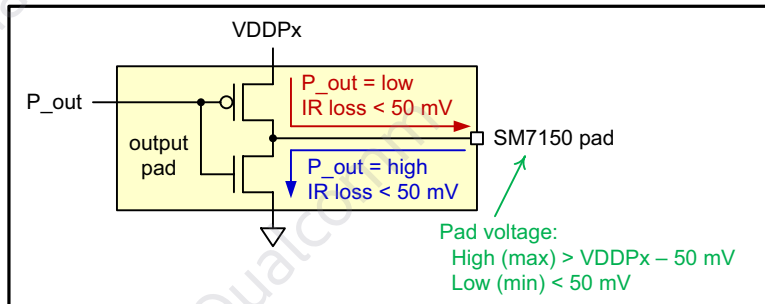 VDDPx
P_out = low
IR loss < 50 mV
P_out
output
pad
SM7150 pad
P_out = high
IR loss < 50 mV
Pad voltage:
High (max) > VDDPx – 50 mV
Low (min) < 50 mV
Qualcomm